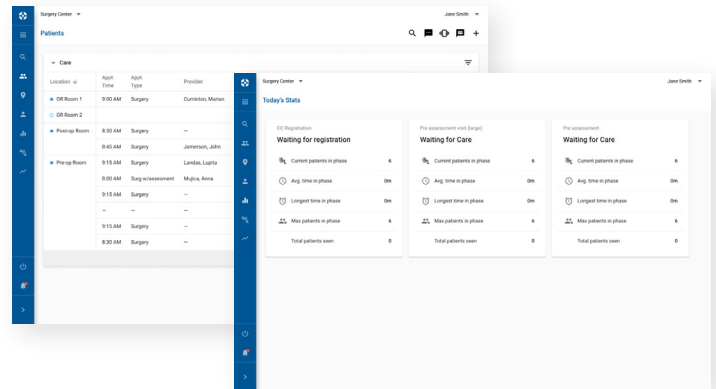 Surgery Center
Jane Smith
Patients
Care
Location
Appt. Time
Appt. Type
Provider
OR Room 1 9:00 AM Surgery Cuminton, Marian
OR Room 2
Post-op Room 8:30 AM Surgery –
8:45 AM Surgery Jamerson, John
Pre-op Room 9:15 AM Surgery Landas, Lupita
8:00 AM Surg w/assesment Mujica, Anna
9:15 AM Surgery –
– – –
9:15 AM Surgery –
8:30 AM Surgery –
Surgery Center
Jane Smith
Today's Stats
CC Registration
Waiting for registration
Current patients in phase 6
Avg. time in phase 0m
Longest time in phase 0m
Max patients in phase 6
Total patients seen 0
Pre assessment visit (large)
Waiting for Care
Current patients in phase 6
Avg. time in phase 0m
Longest time in phase 0m
Max patients in phase 6
Total patients seen 0
Pre assessment
Waiting for Care
Current patients in phase 6
Avg. time in phase 0m
Longest time in phase 0m
Max patients in phase 6
Total patients seen 0